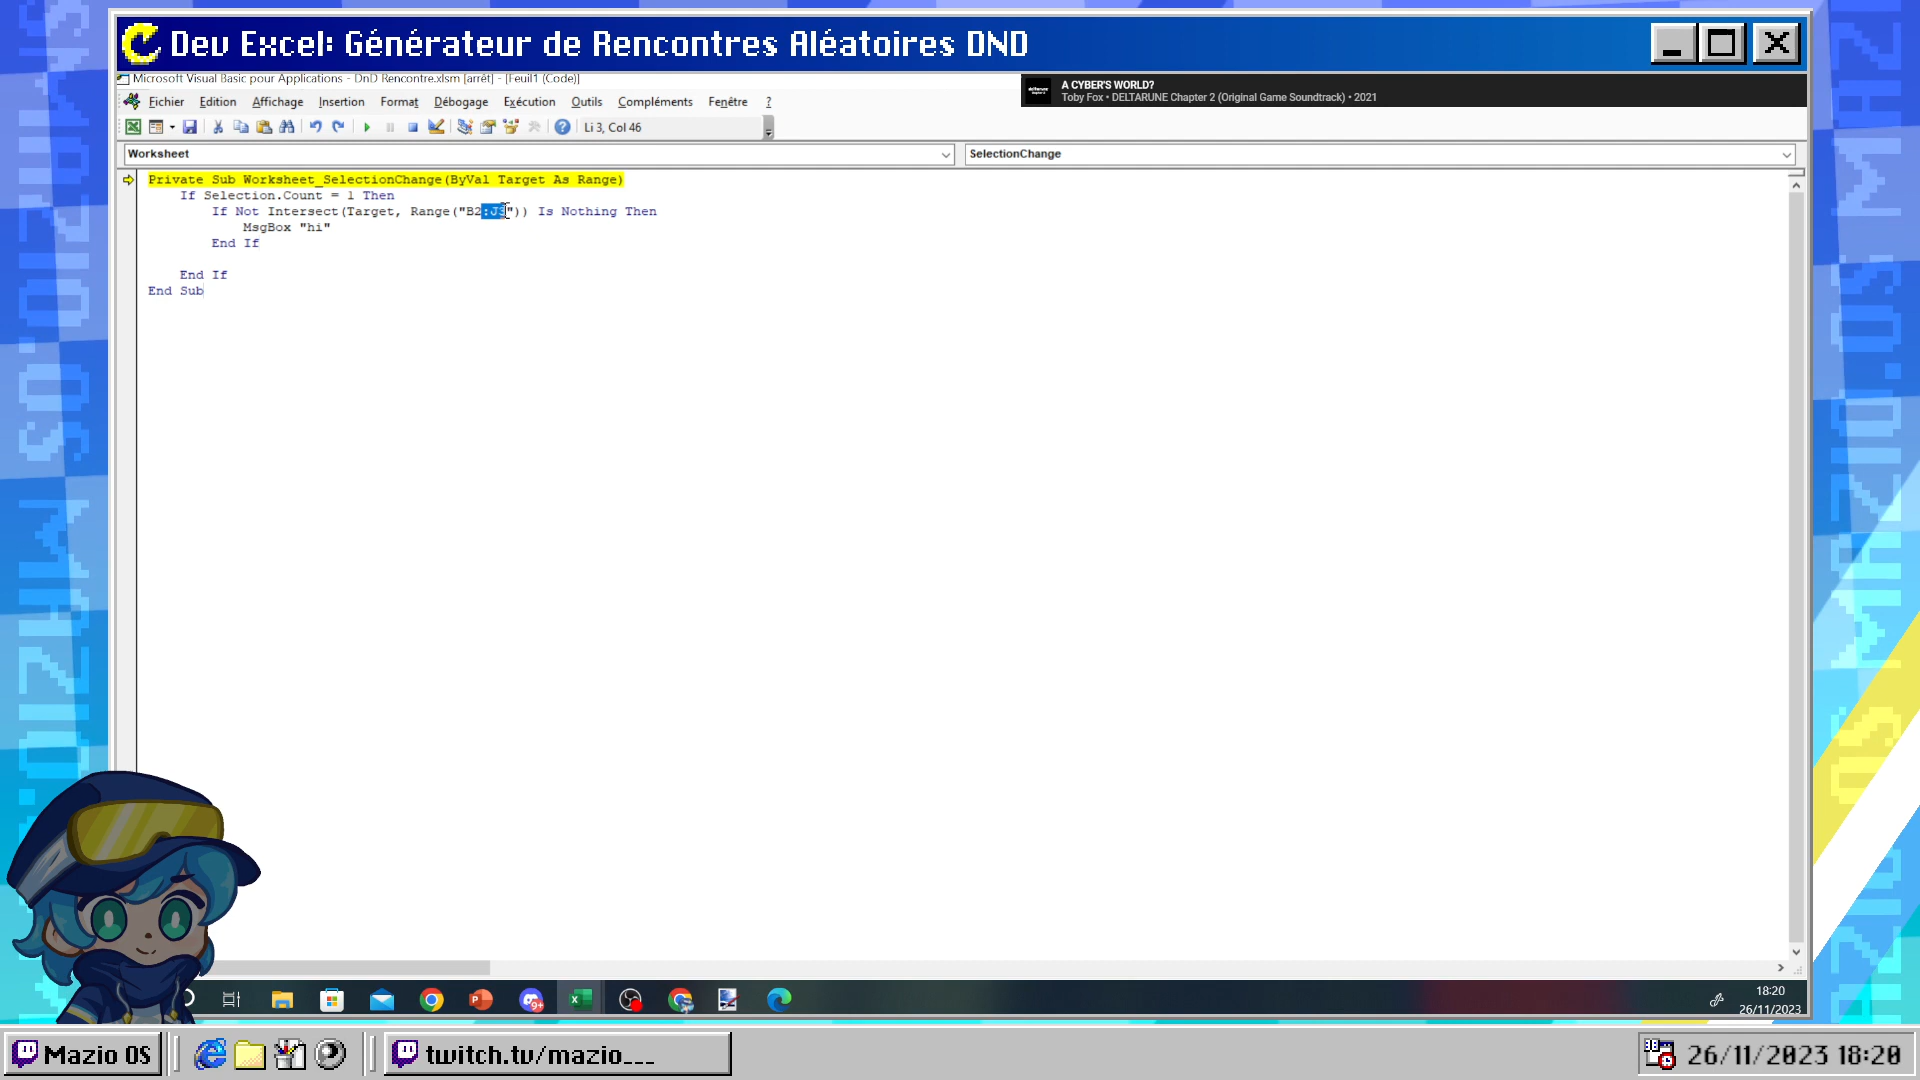 Dev Excel: Générateur de Rencontres Aléatoires DND
Microsoft Visual Basic pour Applications - DnD Rencontre.xlsm [arrêt] - [Feuil1 (Code)]
A CYBER'S WORLD?
Toby Fox • DELTARUNE Chapter 2 (Original Game Soundtrack) • 2021
Fichier Edition Affichage Insertion Format Débogage Exécution Outils Compléments Fenêtre ?
Li 3, Col 46
Worksheet
SelectionChange
Private Sub Worksheet_SelectionChange(ByVal Target As Range)
If Selection.Count = 1 Then
If Not Intersect(Target, Range("B2:J3")) Is Nothing Then
MsgBox "hi"
End If
End If
End Sub
18:20
26/11/2023
Mazio OS
twitch.tv/mazio___
26/11/2023 18:20